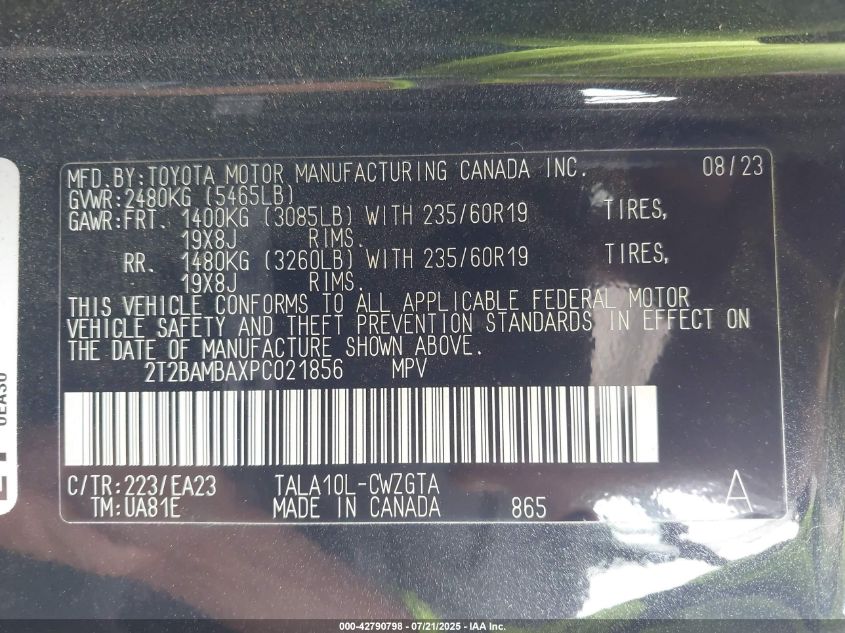 MFD.BY:TOYOTA MOTOR MANUFACTURING CANADA INC. 08/23
GVWR:2480KG (5465LB)
GAWR:FRT. 1400KG (3085LB) WITH 235/60R19 TIRES,
19X8J RIMS.
RR. 1480KG (3260LB) WITH 235/60R19 TIRES,
19X8J RIMS.
THIS VEHICLE CONFORMS TO ALL APPLICABLE FEDERAL MOTOR
VEHICLE SAFETY AND THEFT PREVENTION STANDARDS IN EFFECT ON
THE DATE OF MANUFACTURE SHOWN ABOVE.
2T2BAMBAXPC021856 MPV
C/TR:223/EA23 TALA10L-CWZGTA A
TM:UA81E MADE IN CANADA 865
000-42790798 - 07/21/2025 - IAA Inc.